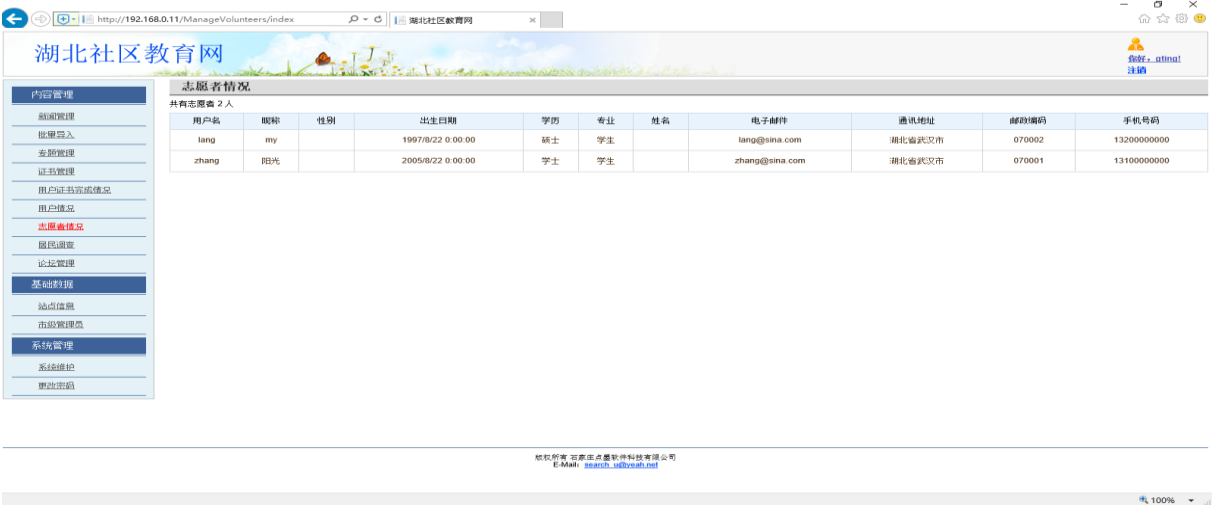 http://192.168.0.11/ManageVolunteers/index
湖北社区教育网
湖北社区教育网
你好，atina!
注销
内容管理
新闻管理
批量导入
专题管理
证书管理
用户证书完成情况
用户情况
志愿者情况
居民调查
论坛管理
基础数据
站点信息
市级管理员
系统管理
系统维护
更改密码
志愿者情况
共有志愿者 2 人
用户名 昵称 性别 出生日期 学历 专业 姓名 电子邮件 通讯地址 邮政编码 手机号码
lang my 1997/8/22 0:00:00 硕士 学生 lang@sina.com 湖北省武汉市 070002 13200000000
zhang 阳光 2005/8/22 0:00:00 学士 学生 zhang@sina.com 湖北省武汉市 070001 13100000000
版权所有 石家庄点墨软件科技有限公司
E-Mail: search_u@yeah.net
100%